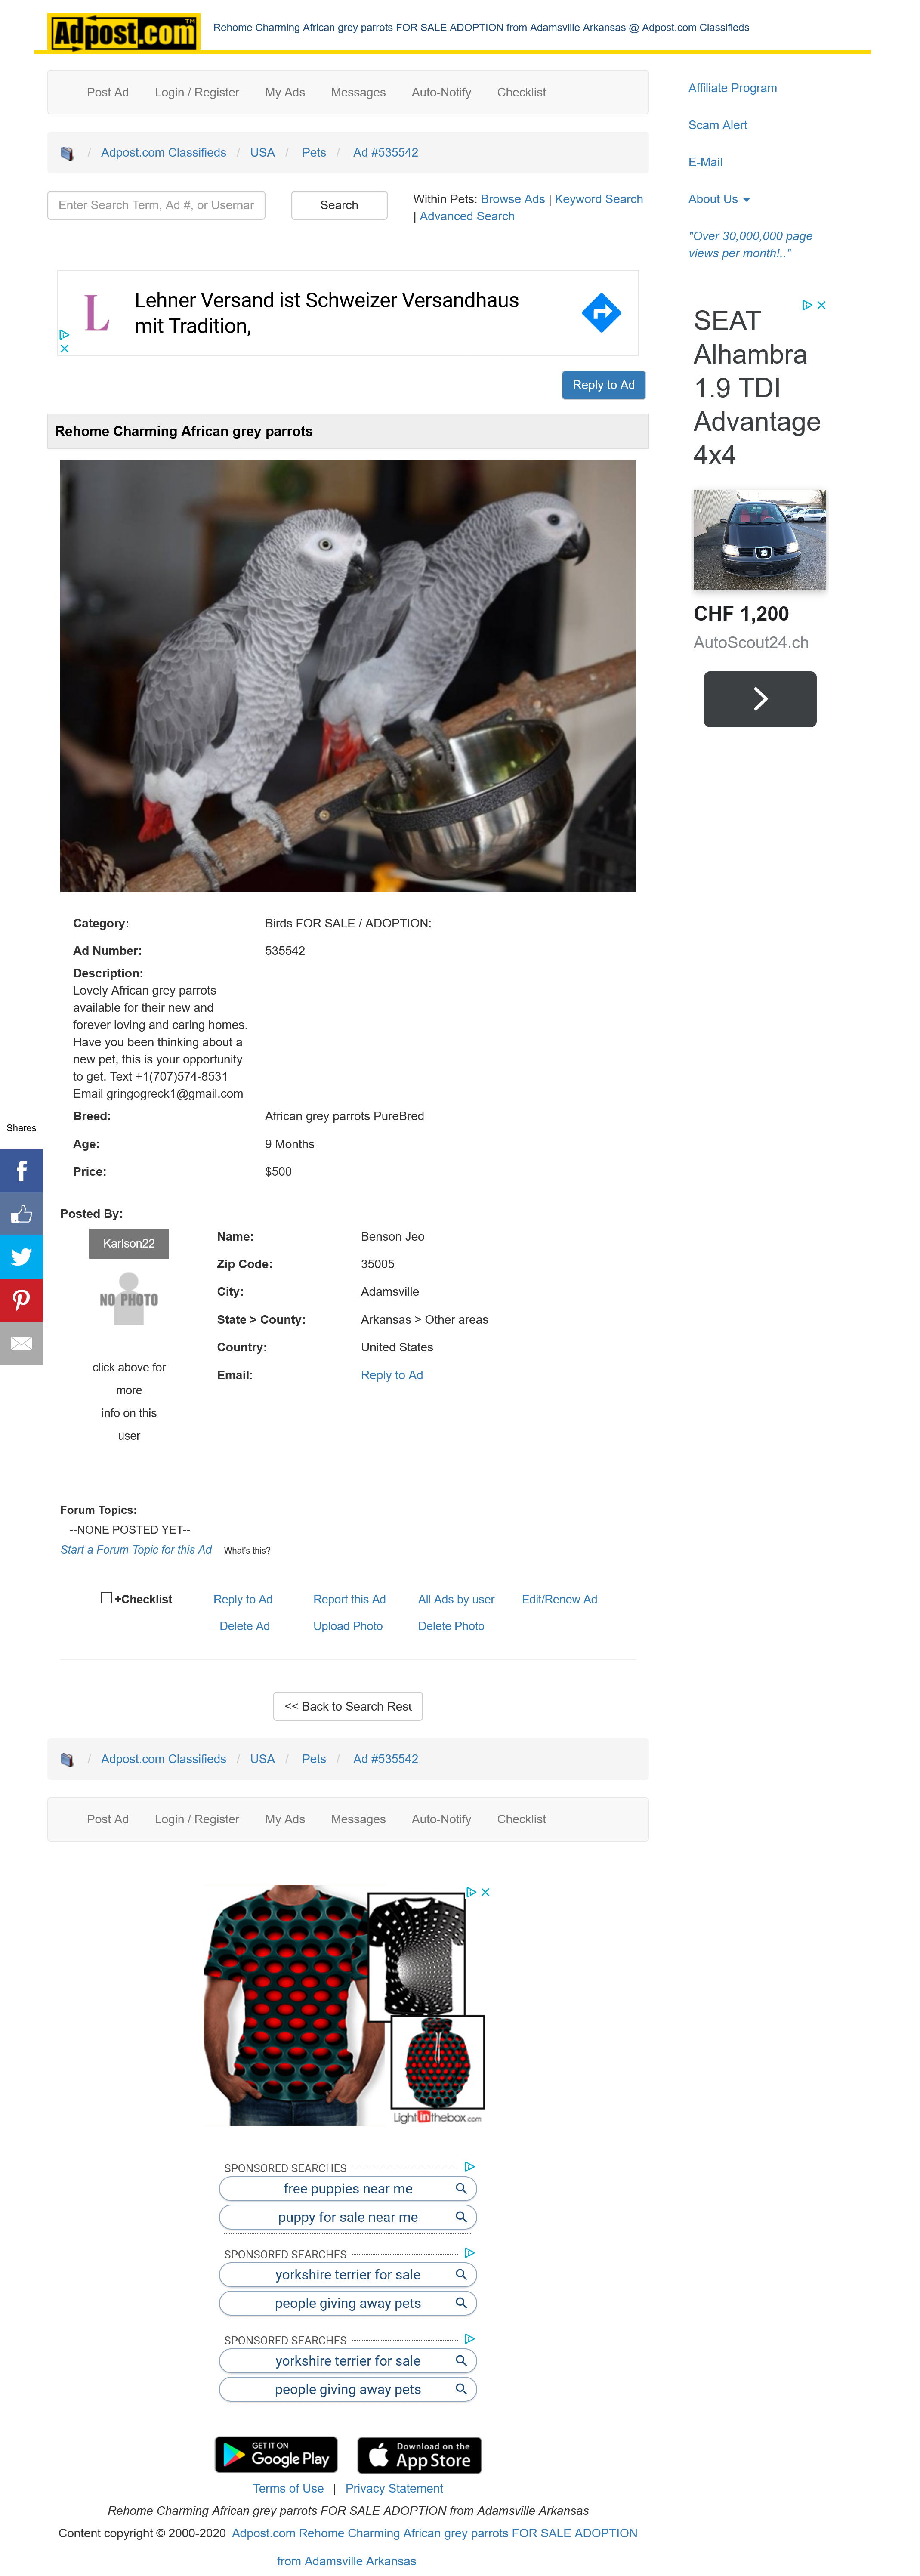 Adpost.com™
Rehome Charming African grey parrots FOR SALE ADOPTION from Adamsville Arkansas @ Adpost.com Classifieds
Post Ad Login / Register My Ads Messages Auto-Notify Checklist
/ Adpost.com Classifieds / USA / Pets / Ad #535542
Enter Search Term, Ad #, or Usernar
Search
Within Pets: Browse Ads | Keyword Search
| Advanced Search
Affiliate Program
Scam Alert
E-Mail
About Us
"Over 30,000,000 page
views per month!.."
Lehner Versand ist Schweizer Versandhaus
mit Tradition,
L
SEAT
Alhambra
1.9 TDI
Advantage
4x4
CHF 1,200
AutoScout24.ch
Reply to Ad
Rehome Charming African grey parrots
Category: Birds FOR SALE / ADOPTION:
Ad Number: 535542
Description:
Lovely African grey parrots
available for their new and
forever loving and caring homes.
Have you been thinking about a
new pet, this is your opportunity
to get. Text +1(707)574-8531
Email gringogreck1@gmail.com
Breed: African grey parrots PureBred
Age: 9 Months
Price: $500
Shares
Posted By:
Karlson22
NO PHOTO
click above for
more
info on this
user
Name: Benson Jeo
Zip Code: 35005
City: Adamsville
State > County: Arkansas > Other areas
Country: United States
Email: Reply to Ad
Forum Topics:
--NONE POSTED YET--
Start a Forum Topic for this Ad What's this?
+Checklist Reply to Ad Report this Ad All Ads by user Edit/Renew Ad
Delete Ad Upload Photo Delete Photo
<< Back to Search Resu
/ Adpost.com Classifieds / USA / Pets / Ad #535542
Post Ad Login / Register My Ads Messages Auto-Notify Checklist
Lightinthebox.com
SPONSORED SEARCHES
free puppies near me
puppy for sale near me
SPONSORED SEARCHES
yorkshire terrier for sale
people giving away pets
SPONSORED SEARCHES
yorkshire terrier for sale
people giving away pets
GET IT ON
Google Play
Download on the
App Store
Terms of Use | Privacy Statement
Rehome Charming African grey parrots FOR SALE ADOPTION from Adamsville Arkansas
Content copyright © 2000-2020 Adpost.com Rehome Charming African grey parrots FOR SALE ADOPTION
from Adamsville Arkansas